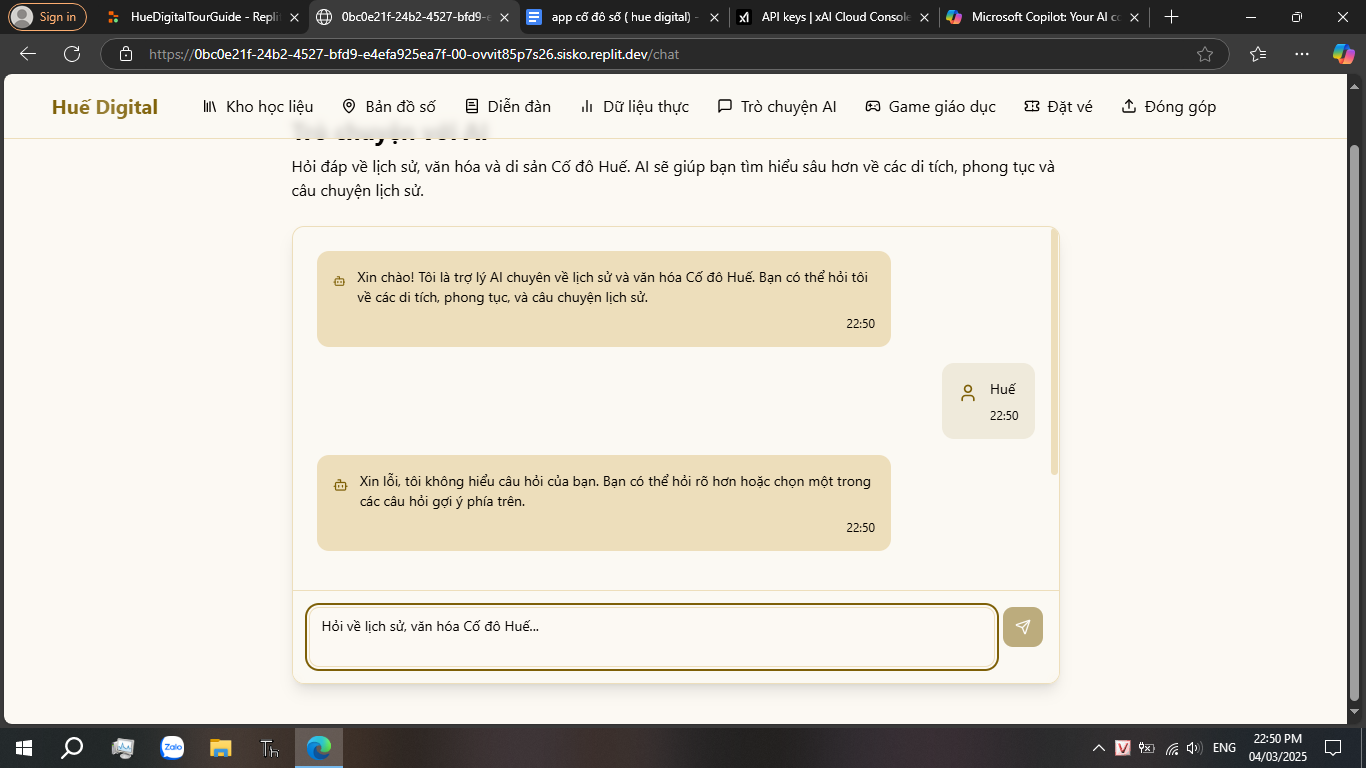 Sign in
HueDigitalTourGuide - Replit
0bc0e21f-24b2-4527-bfd9-e
app cố đô số ( hue digital) -
API keys | xAI Cloud Console
Microsoft Copilot: Your AI co
https://0bc0e21f-24b2-4527-bfd9-e4efa925ea7f-00-ovvit85p7s26.sisko.replit.dev/chat
Huế Digital
Kho học liệu
Bản đồ số
Diễn đàn
Dữ liệu thực
Trò chuyện AI
Game giáo dục
Đặt vé
Đóng góp
Trò chuyện với AI
Hỏi đáp về lịch sử, văn hóa và di sản Cố đô Huế. AI sẽ giúp bạn tìm hiểu sâu hơn về các di tích, phong tục và
câu chuyện lịch sử.
Xin chào! Tôi là trợ lý AI chuyên về lịch sử và văn hóa Cố đô Huế. Bạn có thể hỏi tôi
về các di tích, phong tục, và câu chuyện lịch sử.
22:50
Huế
22:50
Xin lỗi, tôi không hiểu câu hỏi của bạn. Bạn có thể hỏi rõ hơn hoặc chọn một trong
các câu hỏi gợi ý phía trên.
22:50
Hỏi về lịch sử, văn hóa Cố đô Huế...
Zalo
Th
V
ENG
22:50 PM
04/03/2025